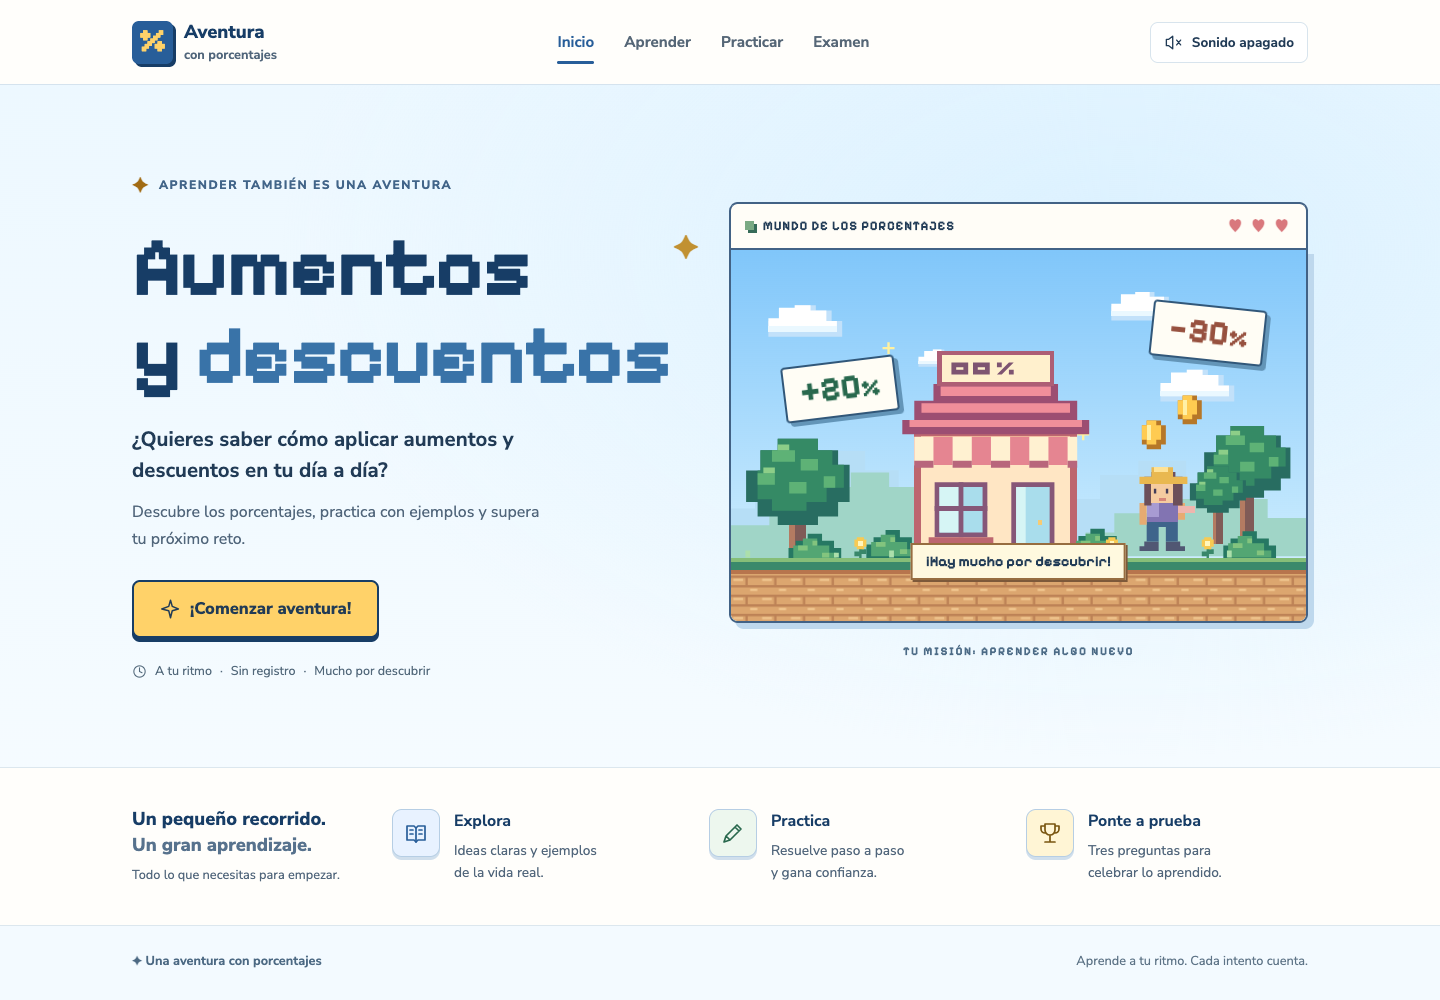 Aventura
con porcentajes
Inicio
Aprender
Practicar
Examen
Sonido apagado
APRENDER TAMBIÉN ES UNA AVENTURA
Aumentos
y descuentos
¿Quieres saber cómo aplicar aumentos y
descuentos en tu día a día?
Descubre los porcentajes, practica con ejemplos y supera
tu próximo reto.
¡Comenzar aventura!
A tu ritmo · Sin registro · Mucho por descubrir
MUNDO DE LOS PORCENTAJES
-30%
+20%
%
¡Hay mucho por descubrir!
TU MISIÓN: APRENDER ALGO NUEVO
Un pequeño recorrido.
Un gran aprendizaje.
Todo lo que necesitas para empezar.
Explora
Ideas claras y ejemplos
de la vida real.
Practica
Resuelve paso a paso
y gana confianza.
Ponte a prueba
Tres preguntas para
celebrar lo aprendido.
✦ Una aventura con porcentajes
Aprende a tu ritmo. Cada intento cuenta.